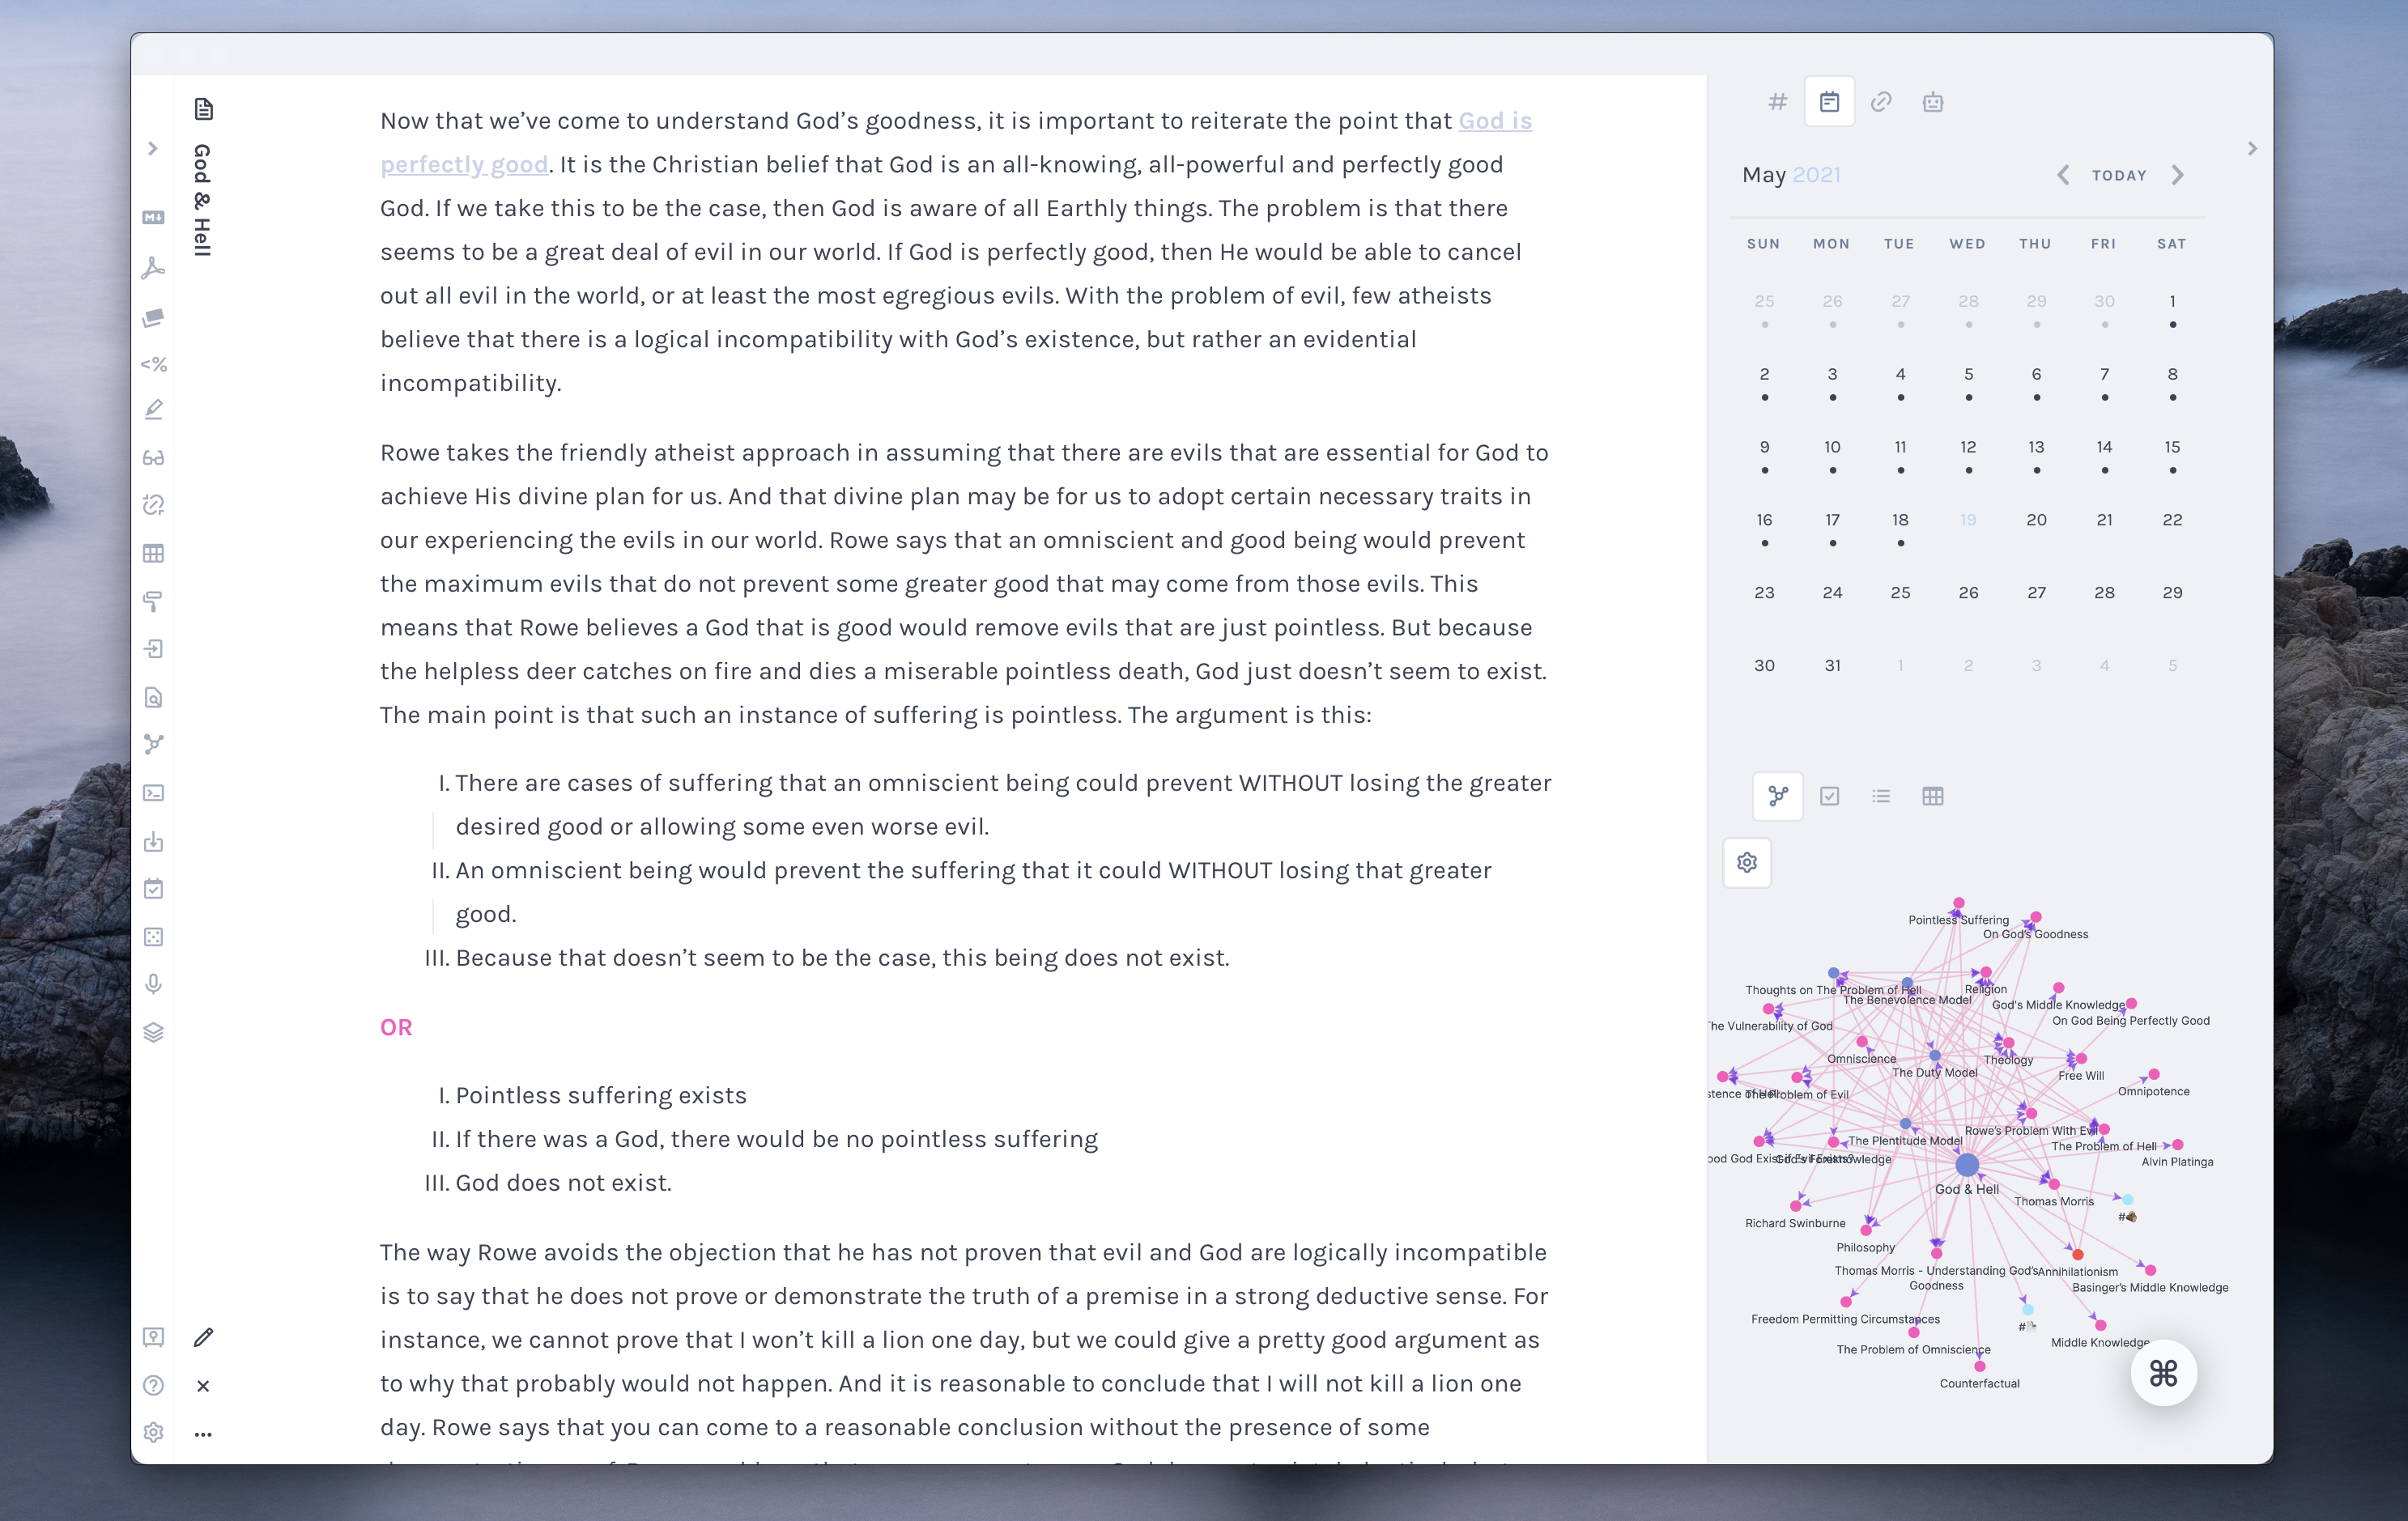 God & Hell
Now that we’ve come to understand God’s goodness, it is important to reiterate the point that God is
perfectly good. It is the Christian belief that God is an all-knowing, all-powerful and perfectly good
God. If we take this to be the case, then God is aware of all Earthly things. The problem is that there
seems to be a great deal of evil in our world. If God is perfectly good, then He would be able to cancel
out all evil in the world, or at least the most egregious evils. With the problem of evil, few atheists
believe that there is a logical incompatibility with God’s existence, but rather an evidential
incompatibility.
Rowe takes the friendly atheist approach in assuming that there are evils that are essential for God to
achieve His divine plan for us. And that divine plan may be for us to adopt certain necessary traits in
our experiencing the evils in our world. Rowe says that an omniscient and good being would prevent
the maximum evils that do not prevent some greater good that may come from those evils. This
means that Rowe believes a God that is good would remove evils that are just pointless. But because
the helpless deer catches on fire and dies a miserable pointless death, God just doesn’t seem to exist.
The main point is that such an instance of suffering is pointless. The argument is this:
I. There are cases of suffering that an omniscient being could prevent WITHOUT losing the greater
desired good or allowing some even worse evil.
II. An omniscient being would prevent the suffering that it could WITHOUT losing that greater
good.
III. Because that doesn’t seem to be the case, this being does not exist.
OR
I. Pointless suffering exists
II. If there was a God, there would be no pointless suffering
III. God does not exist.
The way Rowe avoids the objection that he has not proven that evil and God are logically incompatible
is to say that he does not prove or demonstrate the truth of a premise in a strong deductive sense. For
instance, we cannot prove that I won’t kill a lion one day, but we could give a pretty good argument as
to why that probably would not happen. And it is reasonable to conclude that I will not kill a lion one
day. Rowe says that you can come to a reasonable conclusion without the presence of some
May 2021
TODAY
SUN MON TUE WED THU FRI SAT
25 26 27 28 29 30 1
2 3 4 5 6 7 8
9 10 11 12 13 14 15
16 17 18 19 20 21 22
23 24 25 26 27 28 29
30 31 1 2 3 4 5
Pointless Suffering
On God's Goodness
Thoughts on The Problem of Hell
Religion
The Benevolence Model
God's Middle Knowledge
On God Being Perfectly Good
The Vulnerability of God
Omniscience
Theology
The Duty Model
Free Will
Omnipotence
The Problem of Evil
Rowe's Problem With Evil
The Plentitude Model
The Problem of Hell
God's Foreknowledge
Alvin Platinga
God & Hell
Thomas Morris
#
Richard Swinburne
Philosophy
Thomas Morris - Understanding God's
Goodness
Annihilationism
Basinger's Middle Knowledge
Freedom Permitting Circumstances
#
Middle Knowledge
The Problem of Omniscience
Counterfactual